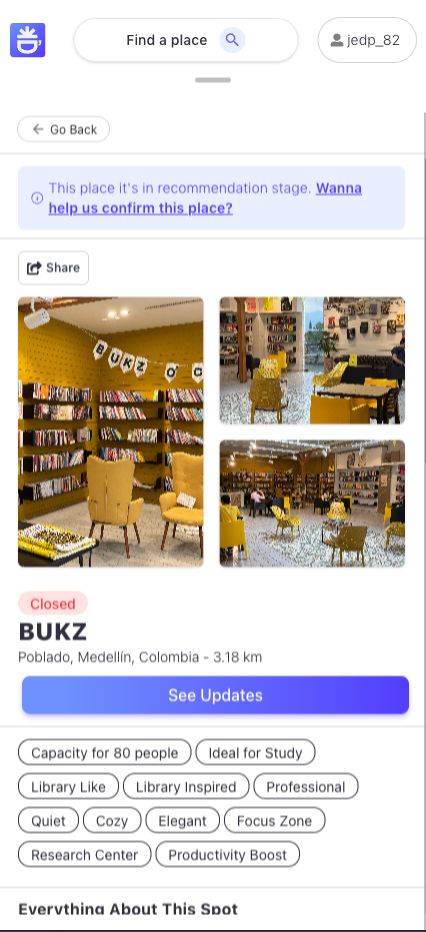 Find a place
jedp_82
Go Back
This place it's in recommendation stage. Wanna
help us confirm this place?
Share
BUKZ
Closed
BUKZ
Poblado, Medellín, Colombia - 3.18 km
See Updates
Capacity for 80 people
Ideal for Study
Library Like
Library Inspired
Professional
Quiet
Cozy
Elegant
Focus Zone
Research Center
Productivity Boost
Everything About This Spot